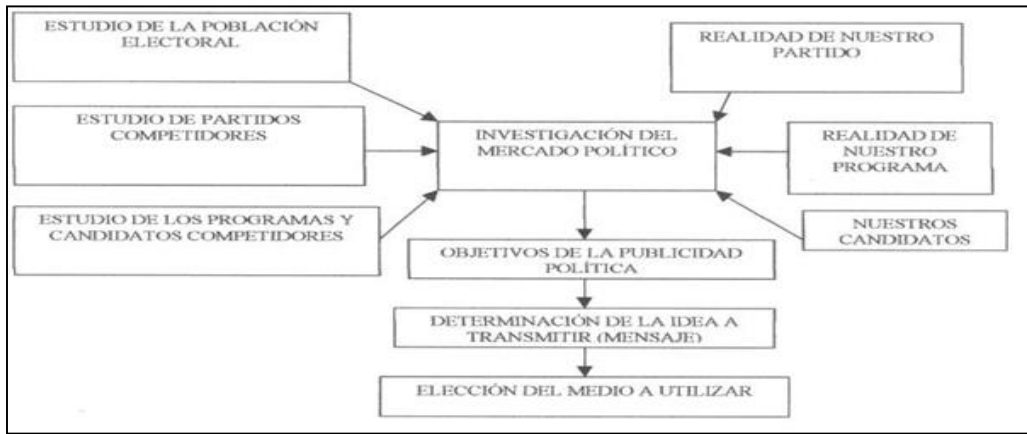 ESTUDIO DE LA POBLACIÓN
ELECTORAL
REALIDAD DE NUESTRO
PARTIDO
ESTUDIO DE PARTIDOS
COMPETIDORES
INVESTIGACIÓN DEL
MERCADO POLÍTICO
REALIDAD DE
NUESTRO
PROGRAMA
ESTUDIO DE LOS PROGRAMAS Y
CANDIDATOS COMPETIDORES
NUESTROS
CANDIDATOS
OBJETIVOS DE LA PUBLICIDAD
POLÍTICA
DETERMINACIÓN DE LA IDEA A
TRANSMITIR (MENSAJE)
ELECCIÓN DEL MEDIO A UTILIZAR